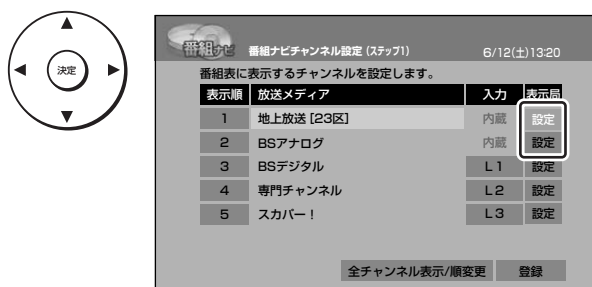 決定
番組ナビ 番組ナビチャンネル設定 (ステップ1) 6/12(土)13:20
番組表に表示するチャンネルを設定します。
表示順 放送メディア 入力 表示局
1 地上放送 [23区] 内蔵 設定
2 BSアナログ 内蔵 設定
3 BSデジタル L1 設定
4 専門チャンネル L2 設定
5 スカパー！ L3 設定
全チャンネル表示/順変更 登録